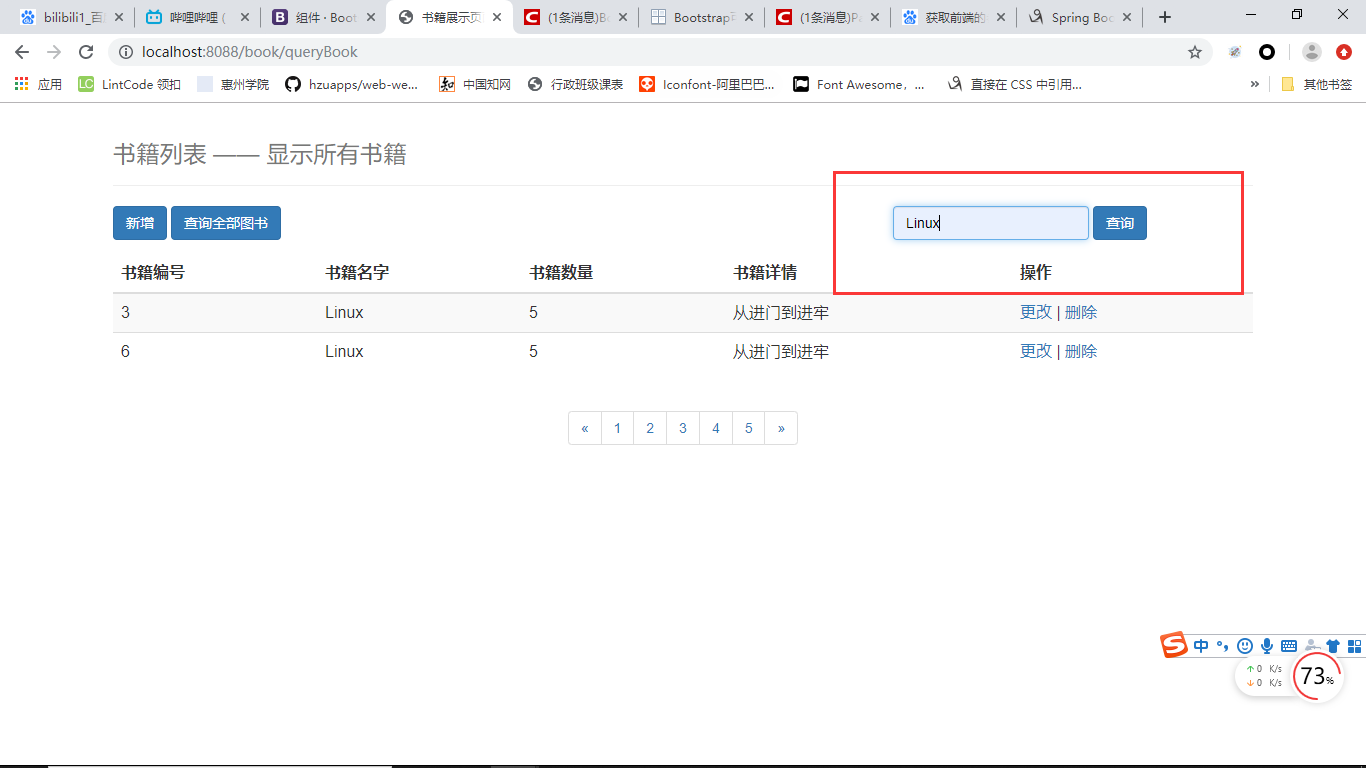 bilibili1_百
哔哩哔哩 (
组件 · Boot
书籍展示页
(1条消息)Bo
Bootstrap
(1条消息)Pa
获取前端的
Spring Boo
localhost:8088/book/queryBook
应用
LC
LintCode 领扣
惠州学院
hzuapps/web-we...
中国知网
行政班级课表
Iconfont-阿里巴巴...
Font Awesome，...
直接在 CSS 中引用...
»
其他书签
书籍列表 —— 显示所有书籍
新增 查询全部图书
Linux 查询
书籍编号 书籍名字 书籍数量 书籍详情 操作
3 Linux 5 从进门到进牢 更改 | 删除
6 Linux 5 从进门到进牢 更改 | 删除
« 1 2 3 4 5 »
中
↑ 0 K/s
↓ 0 K/s
73%